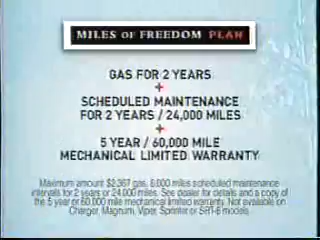 MILES OF FREEDOM PLAN
GAS FOR 2 YEARS
+
SCHEDULED MAINTENANCE
FOR 2 YEARS / 24,000 MILES
+
5 YEAR / 60,000 MILE
MECHANICAL LIMITED WARRANTY
Maximum amount $2,367 gas. 6,000 miles scheduled maintenance
intervals for 2 years or 24,000 miles. See dealer for details and a copy of
the 5 year or 60,000 mile mechanical limited warranty. Not available on
Charger, Magnum, Viper, Sprinter or SRT-8 models.